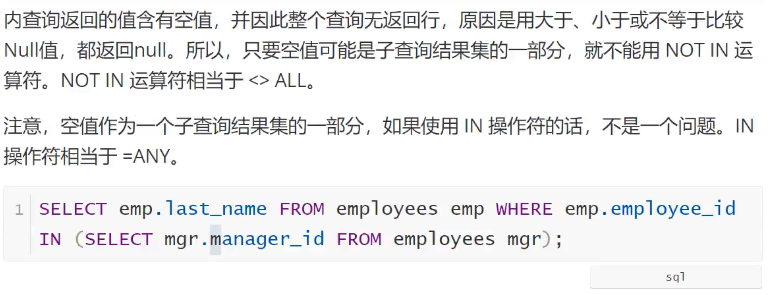 内查询返回的值含有空值，并因此整个查询无返回行，原因是用大于、小于或不等于比较
Null值，都返回null。所以，只要空值可能是子查询结果集的一部分，就不能用 NOT IN 运
算符。NOT IN 运算符相当于 <> ALL。
注意，空值作为一个子查询结果集的一部分，如果使用 IN 操作符的话，不是一个问题。IN
操作符相当于 =ANY。
1 SELECT emp.last_name FROM employees emp WHERE emp.employee_id
IN (SELECT mgr.manager_id FROM employees mgr);
sql